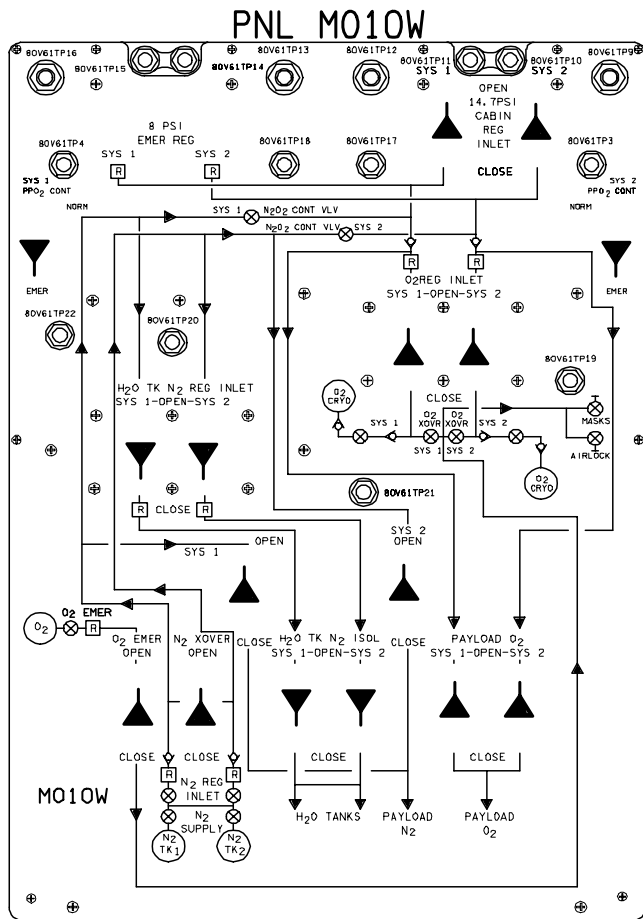 PNL MO10W
80V61TP16
80V61TP15
80V61TP14
80V61TP13
80V61TP12
80V61TP11
SYS 1
80V61TP10
SYS 2
80V61TP9
OPEN
14.7PSI
CABIN
REG
INLET
CLOSE
8 PSI
EMER REG
SYS 1
SYS 2
R
R
80V61TP4
80V61TP18
80V61TP17
80V61TP3
SYS 1
PPO2 CONT
NORM
EMER
SYS 2
PPO2 CONT
NORM
EMER
SYS 1
N2O2 CONT VLV
N2O2 CONT VLV
SYS 2
R
R
O2REG INLET
SYS 1-OPEN-SYS 2
80V61TP22
80V61TP20
80V61TP19
H2O TK N2 REG INLET
SYS 1-OPEN-SYS 2
CLOSE
O2
CRYO
SYS 1
O2
XOVR
O2
XOVR
SYS 2
SYS 1
SYS 2
MASKS
AIRLOCK
O2
CRYO
80V61TP21
R
CLOSE
R
SYS 1
OPEN
SYS 2
OPEN
O2
O2 EMER
R
O2 EMER
OPEN
N2 XOVER
OPEN
CLOSE
H2O TK N2 ISOL
SYS 1-OPEN-SYS 2
CLOSE
PAYLOAD O2
SYS 1-OPEN-SYS 2
CLOSE
CLOSE
CLOSE
CLOSE
MO10W
R
N2 REG
INLET
R
N2
SUPPLY
N2
TK1
N2
TK2
H2O TANKS
PAYLOAD
N2
PAYLOAD
O2